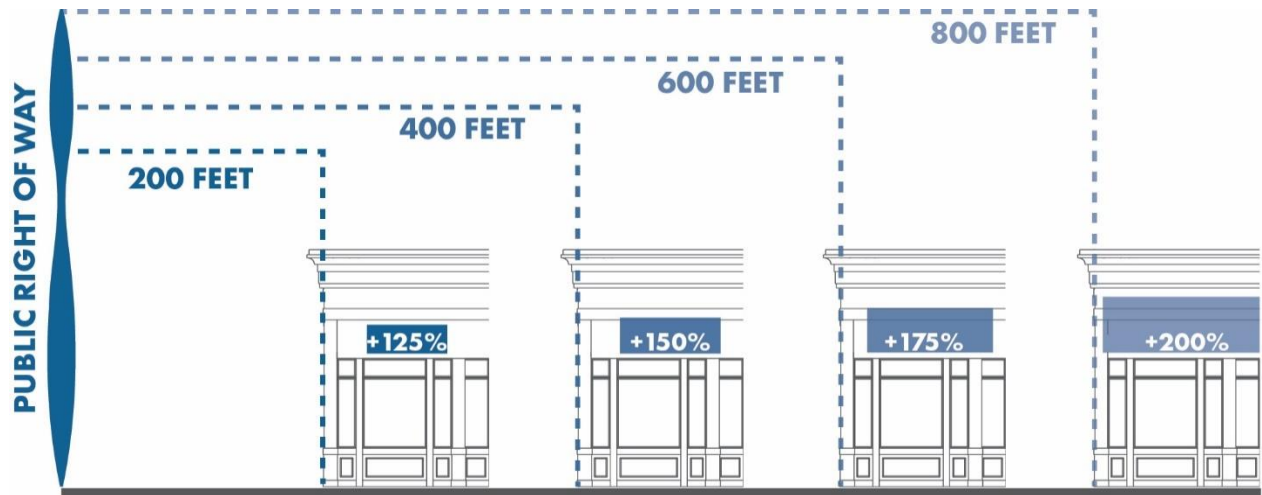 800 FEET
600 FEET
400 FEET
200 FEET
PUBLIC RIGHT OF WAY
+125%
+150%
+175%
+200%